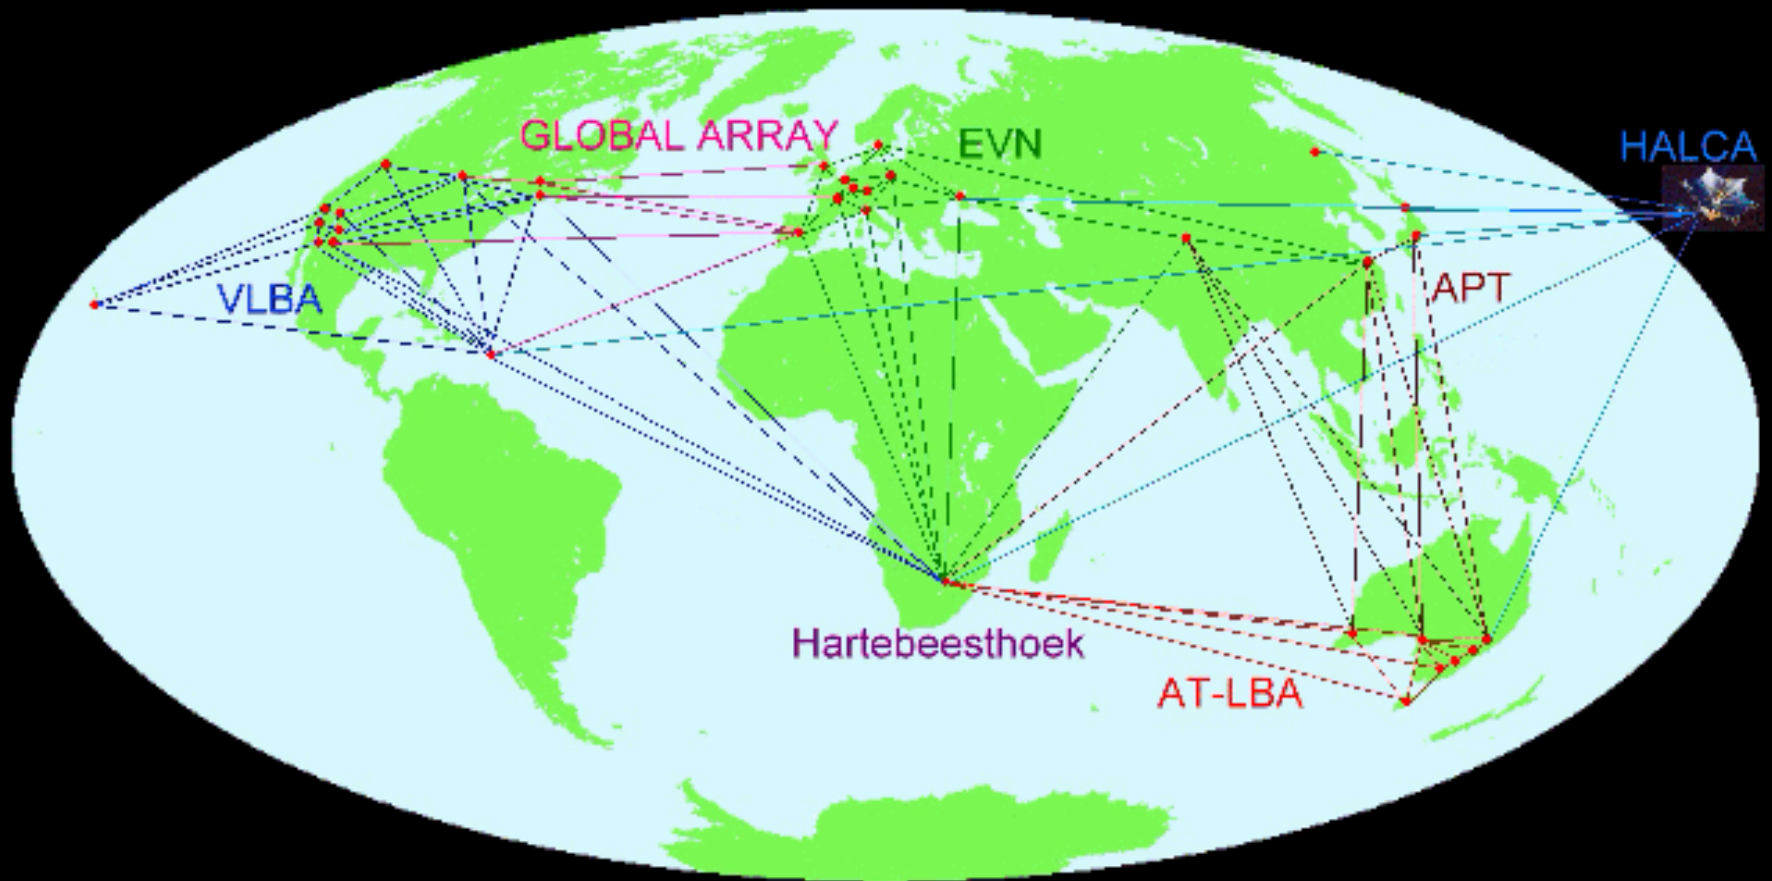 GLOBAL ARRAY
EVN
HALCA
VLBA
APT
Hartebeesthoek
AT-LBA